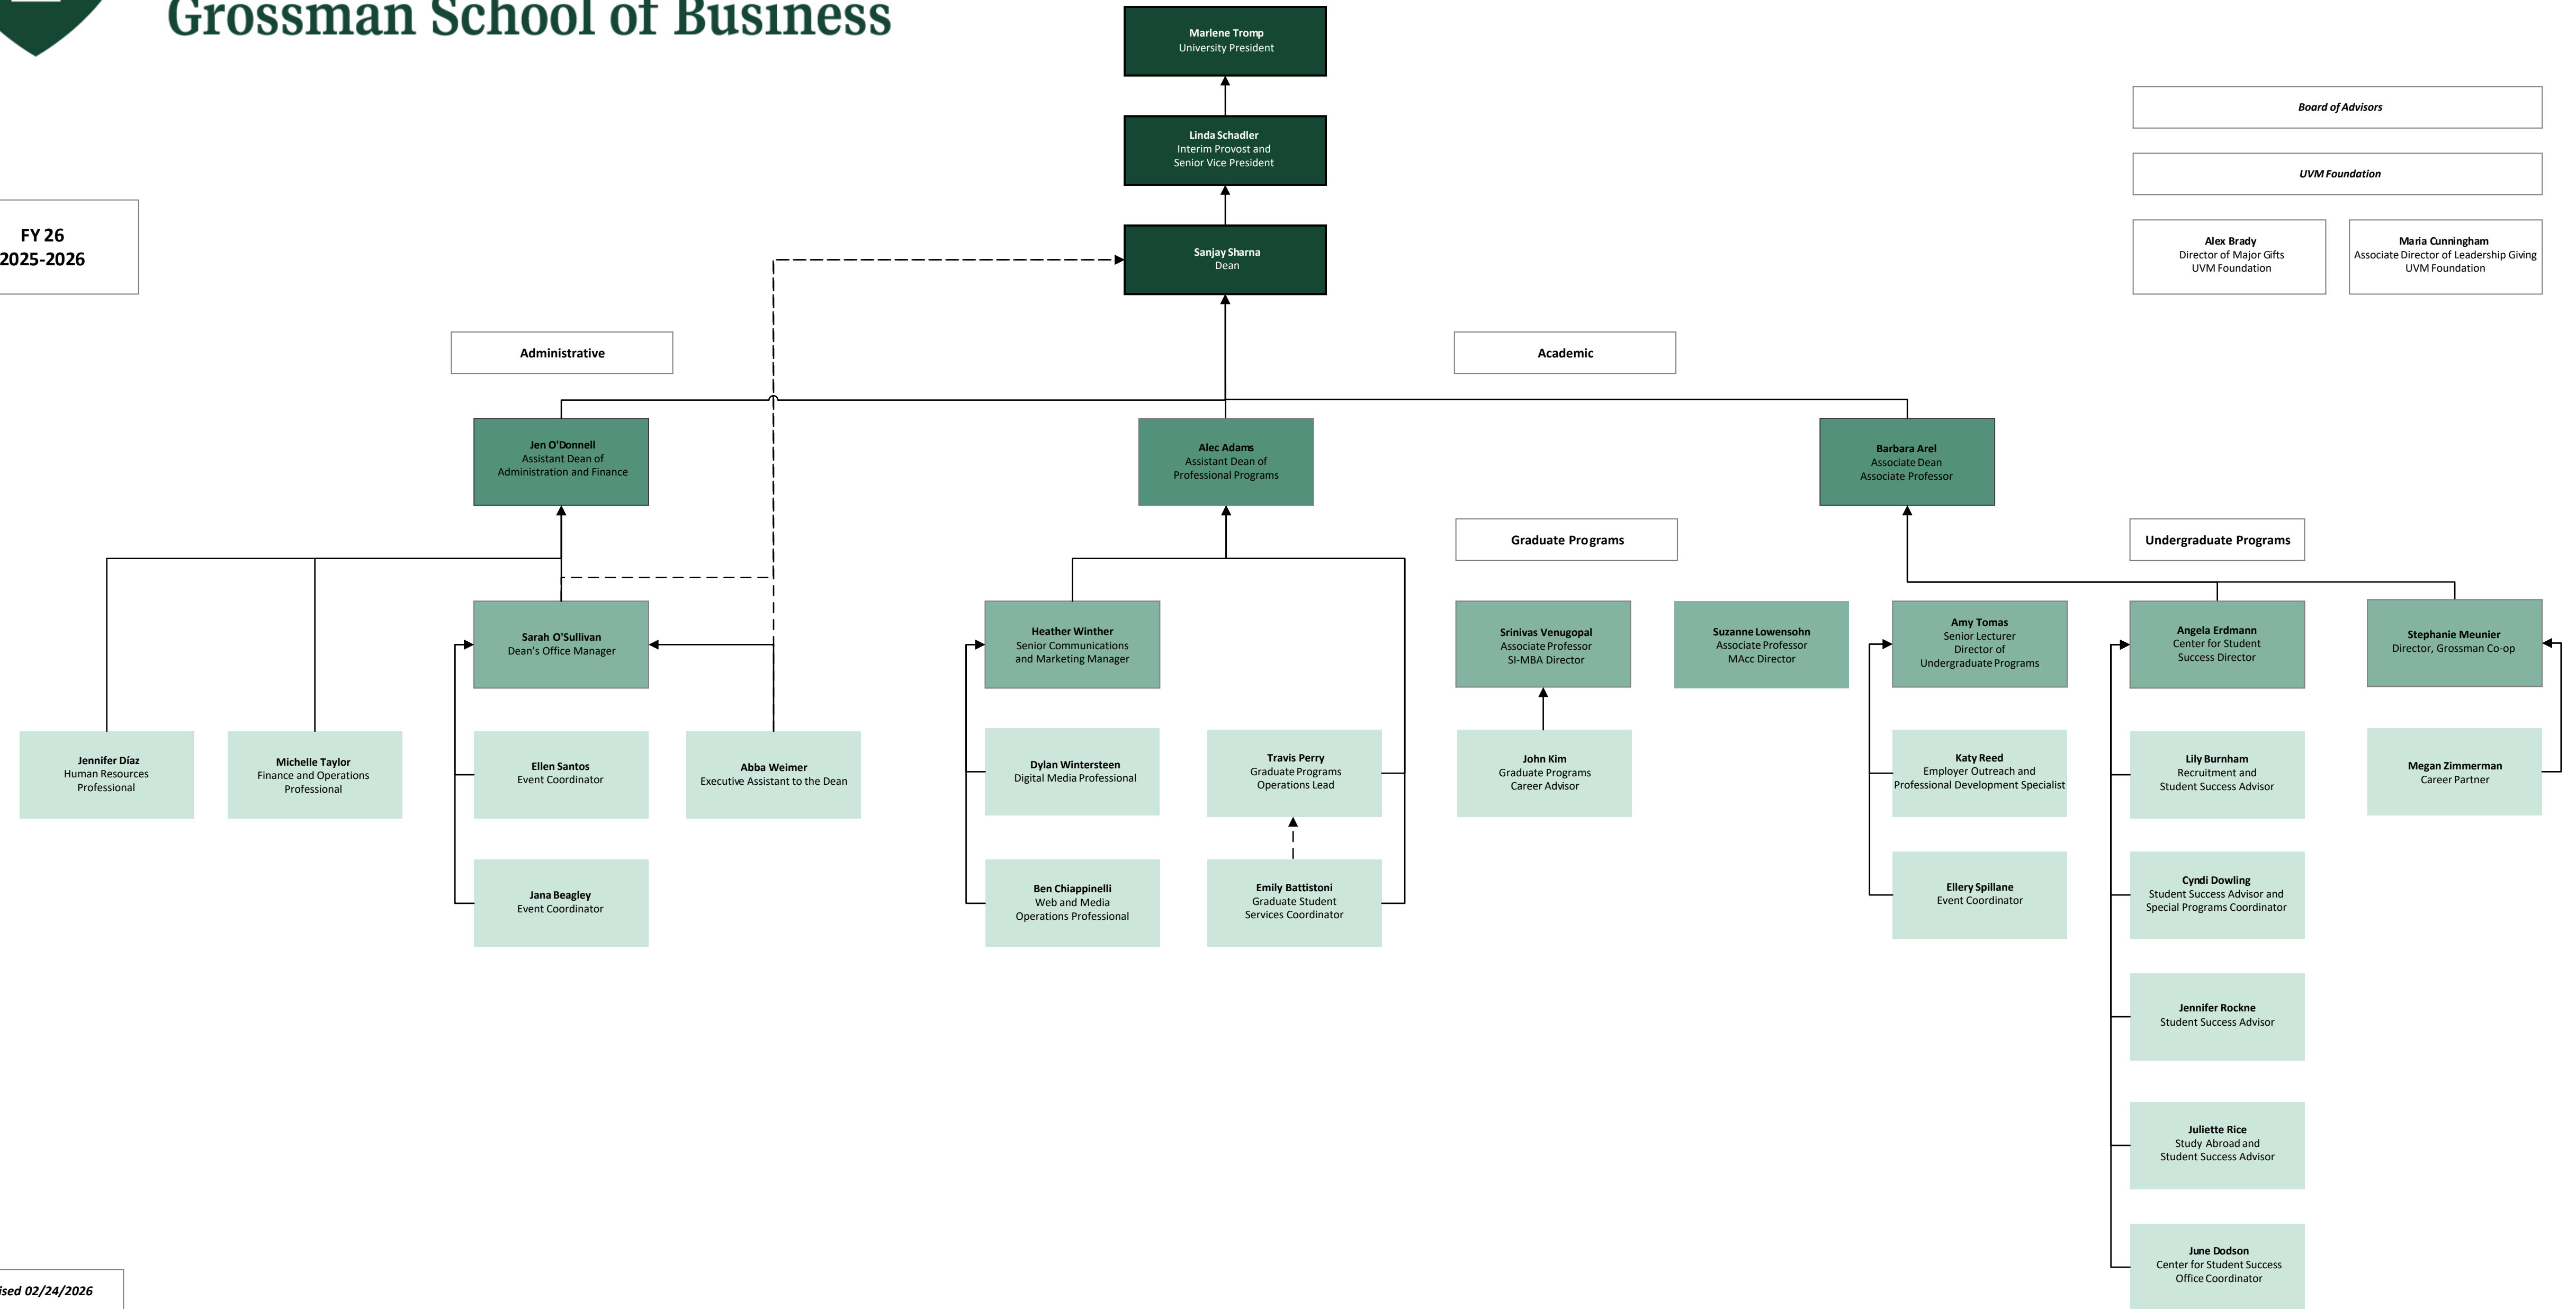 Grossman School of Business
Marlene Tromp
University President
Linda Schadler
Interim Provost and
Senior Vice President
Board of Advisors
UVM Foundation
FY 26
2025-2026
Sanjay Sharna
Dean
Alex Brady
Director of Major Gifts
UVM Foundation
Maria Cunningham
Associate Director of Leadership Giving
UVM Foundation
Administrative
Academic
Jen O'Donnell
Assistant Dean of
Administration and Finance
Alec Adams
Assistant Dean of
Professional Programs
Barbara Arel
Associate Dean
Associate Professor
Graduate Programs
Undergraduate Programs
Sarah O'Sullivan
Dean's Office Manager
Heather Winther
Senior Communications
and Marketing Manager
Srinivas Venugopal
Associate Professor
SI-MBA Director
Suzanne Lowensohn
Associate Professor
MAcc Director
Amy Tomas
Senior Lecturer
Director of
Undergraduate Programs
Angela Erdmann
Center for Student
Success Director
Stephanie Meunier
Director, Grossman Co-op
Jennifer Díaz
Human Resources
Professional
Michelle Taylor
Finance and Operations
Professional
Ellen Santos
Event Coordinator
Abba Weimer
Executive Assistant to the Dean
Dylan Wintersteen
Digital Media Professional
Travis Perry
Graduate Programs
Operations Lead
John Kim
Graduate Programs
Career Advisor
Katy Reed
Employer Outreach and
Professional Development Specialist
Lily Burnham
Recruitment and
Student Success Advisor
Megan Zimmerman
Career Partner
Jana Beagley
Event Coordinator
Ben Chiappinelli
Web and Media
Operations Professional
Emily Battistoni
Graduate Student
Services Coordinator
Ellery Spillane
Event Coordinator
Cyndi Dowling
Student Success Advisor and
Special Programs Coordinator
Jennifer Rockne
Student Success Advisor
Juliette Rice
Study Abroad and
Student Success Advisor
June Dodson
Center for Student Success
Office Coordinator
ised 02/24/2026